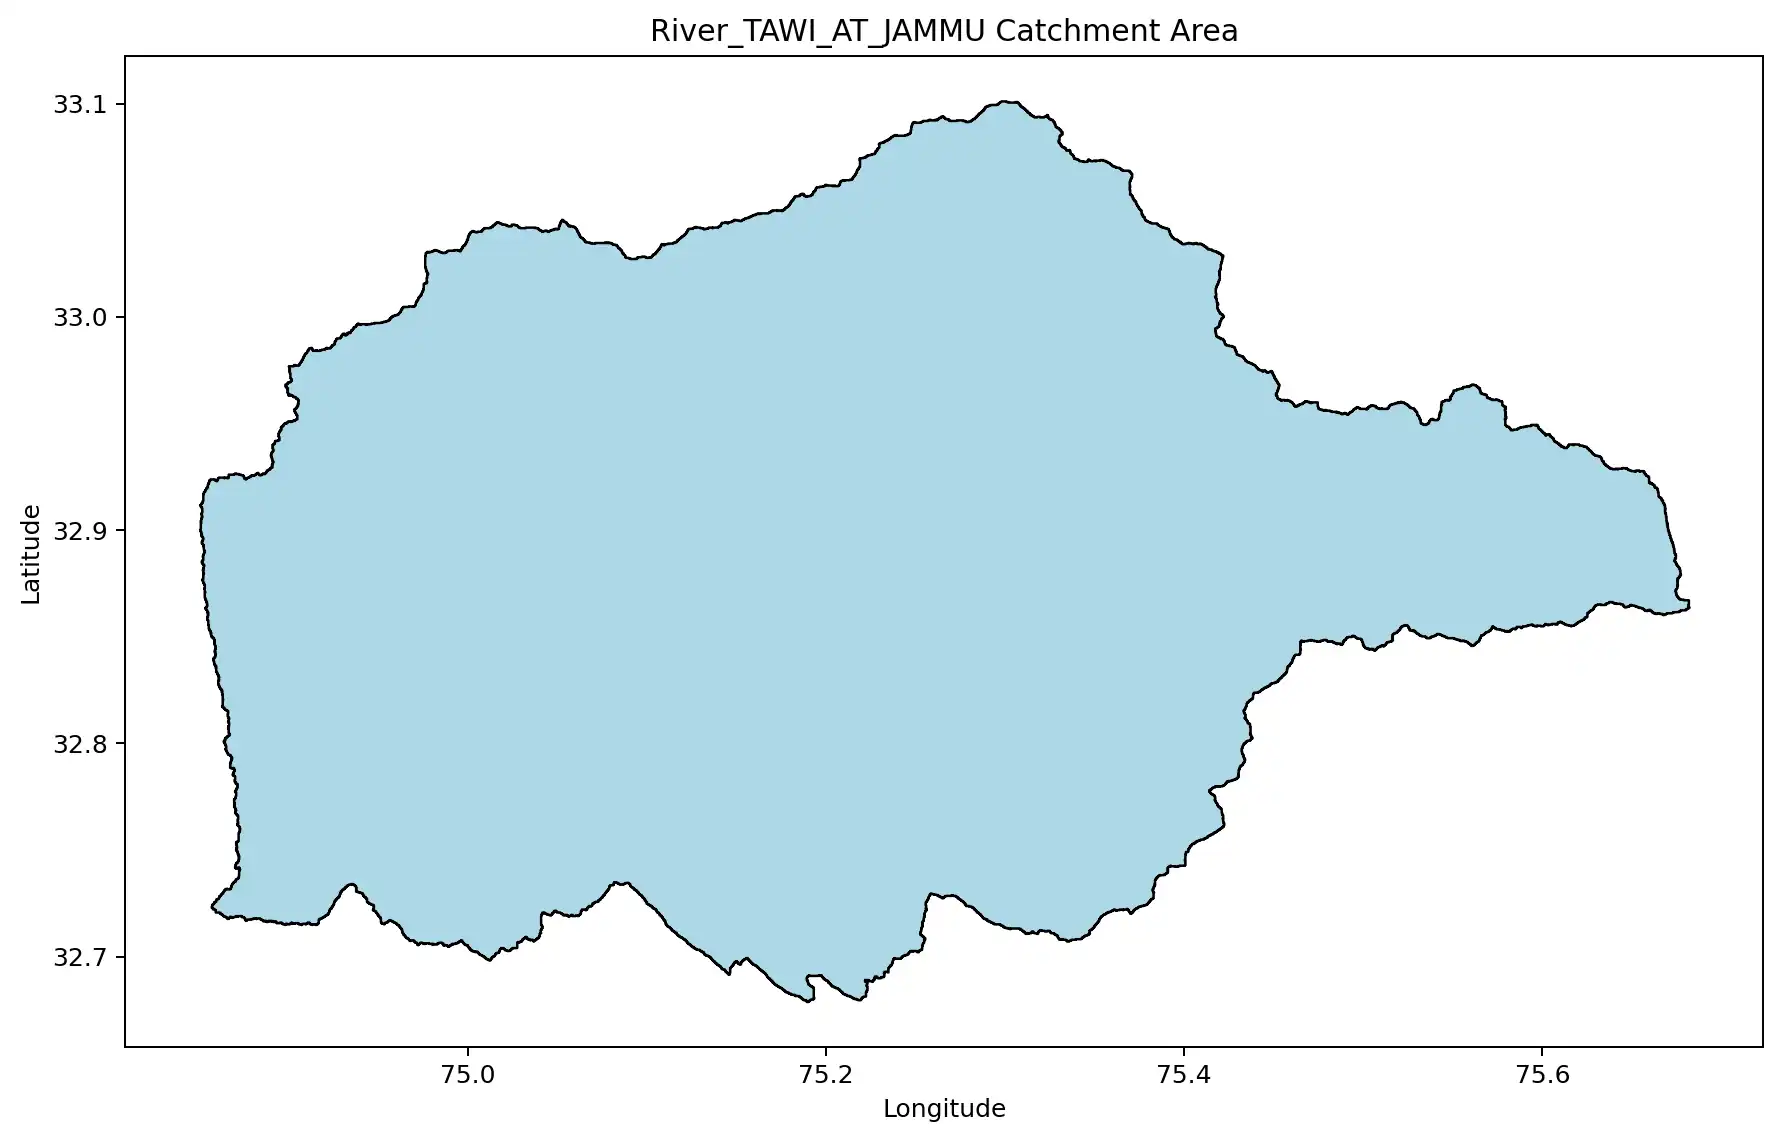 River_TAWI_AT_JAMMU Catchment Area
33.1
33.0
32.9
32.8
32.7
Latitude
75.0 75.2 75.4 75.6
Longitude